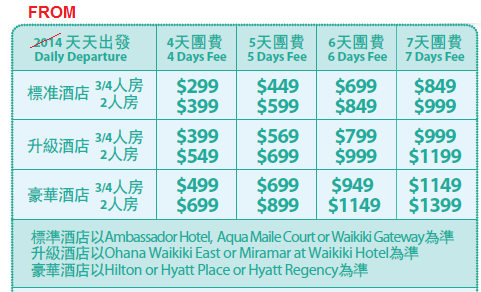 FROM
2014 天天出發 4天團費 5天團費 6天團費 7天團費
Daily Departure 4 Days Fee 5 Days Fee 6 Days Fee 7 Days Fee
標准酒店 3/4人房 $299 $449 $699 $849
2人房 $399 $599 $849 $999
升級酒店 3/4人房 $399 $569 $799 $999
2人房 $549 $699 $999 $1199
豪華酒店 3/4人房 $499 $699 $949 $1149
2人房 $699 $899 $1149 $1399
標準酒店以Ambassador Hotel, Aqua Maile Court or Waikiki Gateway為準
升級酒店以Ohana Waikiki East or Miramar at Waikiki Hotel為準
豪華酒店以Hilton or Hyatt Place or Hyatt Regency為準